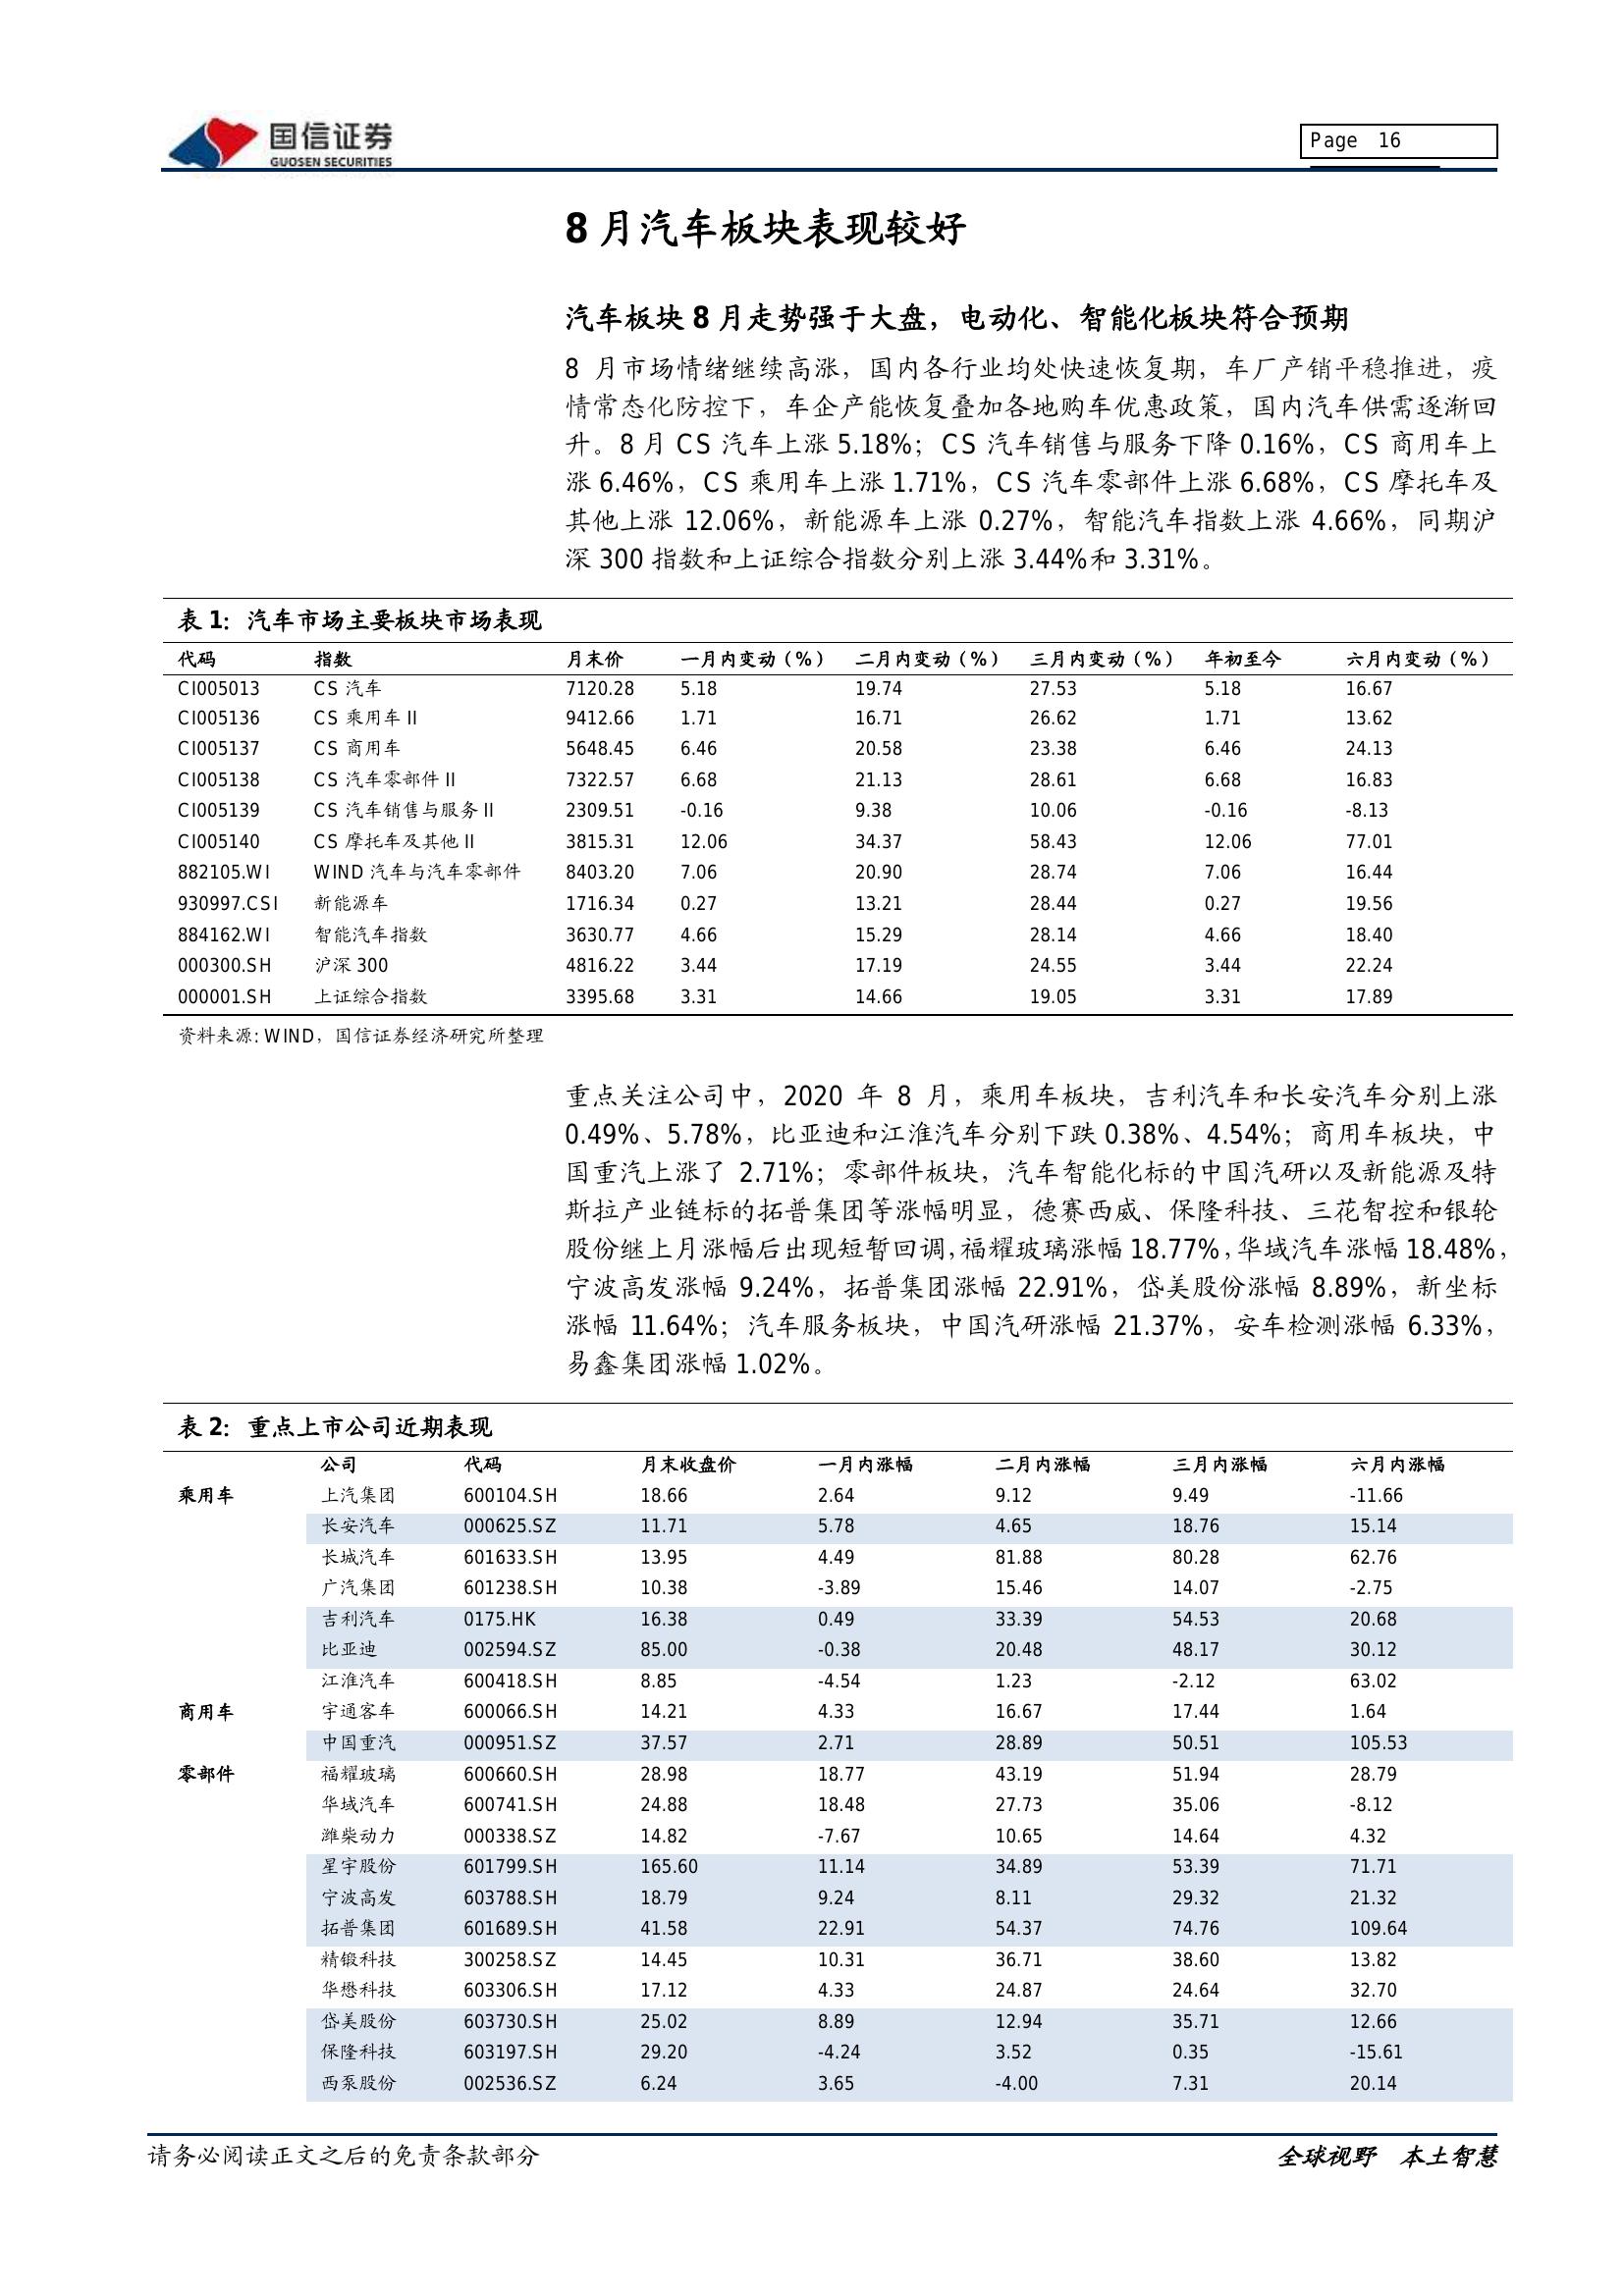 国信证券
GUOSEN SECURITIES
Page 16
8 月汽车板块表现较好
汽车板块 8 月走势强于大盘，电动化、智能化板块符合预期
8 月市场情绪继续高涨，国内各行业均处快速恢复期，车厂产销平稳推进，疫
情常态化防控下，车企产能恢复叠加各地购车优惠政策，国内汽车供需逐渐回
升。8 月 CS 汽车上涨 5.18%；CS 汽车销售与服务下降 0.16%，CS 商用车上
涨 6.46%，CS 乘用车上涨 1.71%，CS 汽车零部件上涨 6.68%，CS 摩托车及
其他上涨 12.06%，新能源车上涨 0.27%，智能汽车指数上涨 4.66%，同期沪
深 300 指数和上证综合指数分别上涨 3.44%和 3.31%。
表 1：汽车市场主要板块市场表现
代码 指数 月末价 一月内变动（%） 二月内变动（%） 三月内变动（%） 年初至今 六月内变动（%）
CI005013 CS 汽车 7120.28 5.18 19.74 27.53 5.18 16.67
CI005136 CS 乘用车 II 9412.66 1.71 16.71 26.62 1.71 13.62
CI005137 CS 商用车 5648.45 6.46 20.58 23.38 6.46 24.13
CI005138 CS 汽车零部件 II 7322.57 6.68 21.13 28.61 6.68 16.83
CI005139 CS 汽车销售与服务 II 2309.51 -0.16 9.38 10.06 -0.16 -8.13
CI005140 CS 摩托车及其他 II 3815.31 12.06 34.37 58.43 12.06 77.01
882105.WI WIND 汽车与汽车零部件 8403.20 7.06 20.90 28.74 7.06 16.44
930997.CSI 新能源车 1716.34 0.27 13.21 28.44 0.27 19.56
884162.WI 智能汽车指数 3630.77 4.66 15.29 28.14 4.66 18.40
000300.SH 沪深 300 4816.22 3.44 17.19 24.55 3.44 22.24
000001.SH 上证综合指数 3395.68 3.31 14.66 19.05 3.31 17.89
资料来源: WIND，国信证券经济研究所整理
重点关注公司中，2020 年 8 月，乘用车板块，吉利汽车和长安汽车分别上涨
0.49%、5.78%，比亚迪和江淮汽车分别下跌 0.38%、4.54%；商用车板块，中
国重汽上涨了 2.71%；零部件板块，汽车智能化标的中国汽研以及新能源及特
斯拉产业链标的拓普集团等涨幅明显，德赛西威、保隆科技、三花智控和银轮
股份继上月涨幅后出现短暂回调，福耀玻璃涨幅 18.77%，华域汽车涨幅 18.48%，
宁波高发涨幅 9.24%，拓普集团涨幅 22.91%，岱美股份涨幅 8.89%，新坐标
涨幅 11.64%；汽车服务板块，中国汽研涨幅 21.37%，安车检测涨幅 6.33%，
易鑫集团涨幅 1.02%。
表 2：重点上市公司近期表现
公司 代码 月末收盘价 一月内涨幅 二月内涨幅 三月内涨幅 六月内涨幅
乘用车 上汽集团 600104.SH 18.66 2.64 9.12 9.49 -11.66
长安汽车 000625.SZ 11.71 5.78 4.65 18.76 15.14
长城汽车 601633.SH 13.95 4.49 81.88 80.28 62.76
广汽集团 601238.SH 10.38 -3.89 15.46 14.07 -2.75
吉利汽车 0175.HK 16.38 0.49 33.39 54.53 20.68
比亚迪 002594.SZ 85.00 -0.38 20.48 48.17 30.12
江淮汽车 600418.SH 8.85 -4.54 1.23 -2.12 63.02
商用车 宇通客车 600066.SH 14.21 4.33 16.67 17.44 1.64
中国重汽 000951.SZ 37.57 2.71 28.89 50.51 105.53
零部件 福耀玻璃 600660.SH 28.98 18.77 43.19 51.94 28.79
华域汽车 600741.SH 24.88 18.48 27.73 35.06 -8.12
潍柴动力 000338.SZ 14.82 -7.67 10.65 14.64 4.32
星宇股份 601799.SH 165.60 11.14 34.89 53.39 71.71
宁波高发 603788.SH 18.79 9.24 8.11 29.32 21.32
拓普集团 601689.SH 41.58 22.91 54.37 74.76 109.64
精锻科技 300258.SZ 14.45 10.31 36.71 38.60 13.82
华懋科技 603306.SH 17.12 4.33 24.87 24.64 32.70
岱美股份 603730.SH 25.02 8.89 12.94 35.71 12.66
保隆科技 603197.SH 29.20 -4.24 3.52 0.35 -15.61
西泵股份 002536.SZ 6.24 3.65 -4.00 7.31 20.14
请务必阅读正文之后的免责条款部分
全球视野 本土智慧